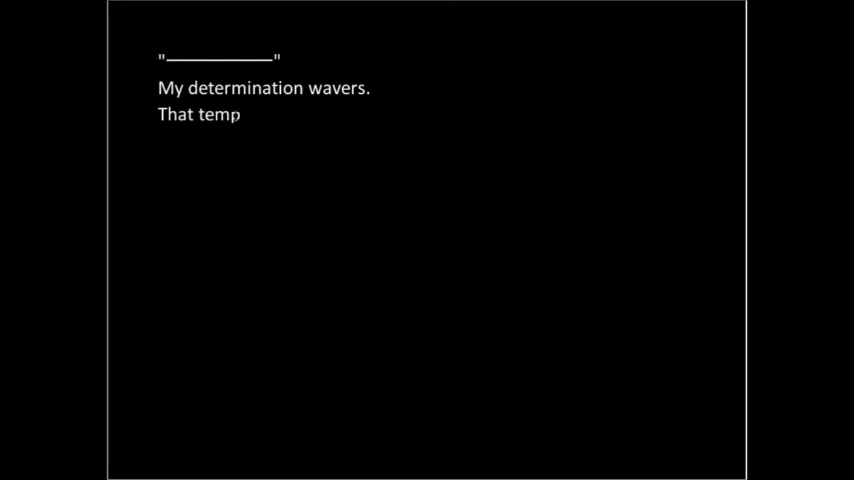 "──────────"
My determination wavers.
That temp